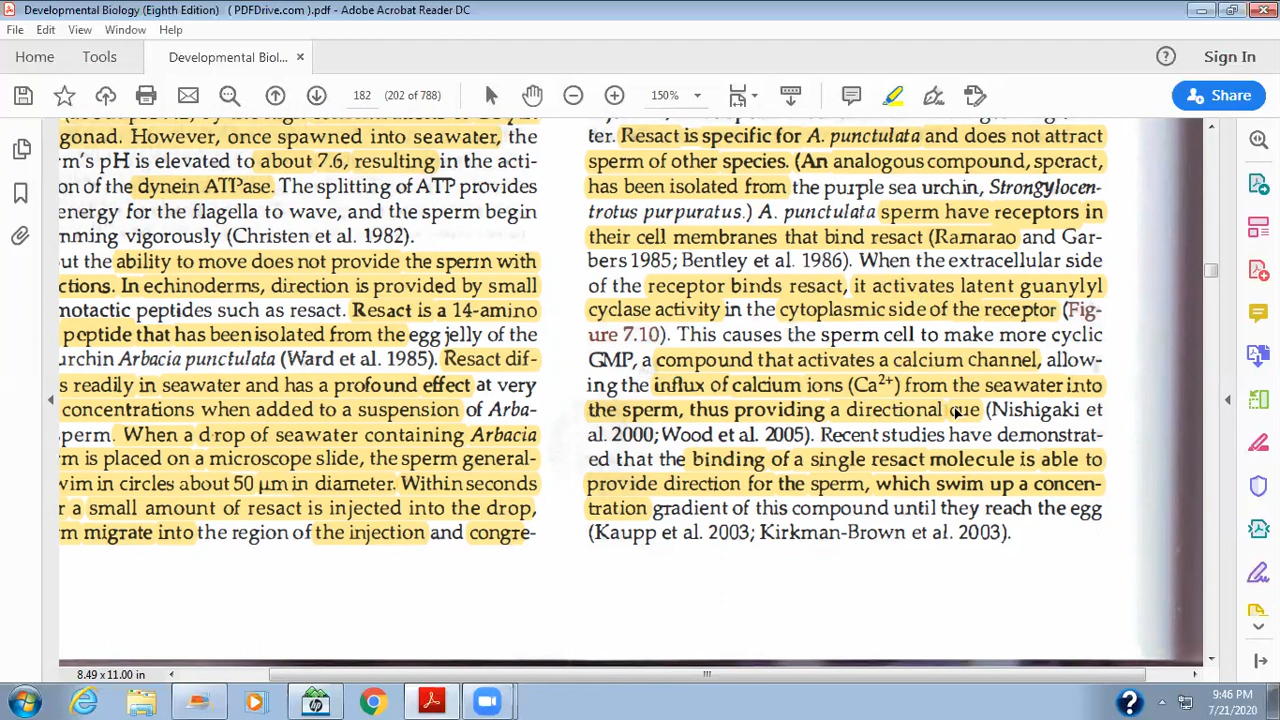 Developmental Biology (Eighth Edition) ( PDFDrive.com ).pdf - Adobe Acrobat Reader DC
File Edit View Window Help
Home Tools Developmental Biol... ×
Sign In
182 (202 of 788)
150%
Share
gonad. However, once spawned into seawater, the
rm's pH is elevated to about 7.6, resulting in the acti-
on of the dynein ATPase. The splitting of ATP provides
energy for the flagella to wave, and the sperm begin
mming vigorously (Christen et al. 1982).
ut the ability to move does not provide the sperm with
ctions. In echinoderms, direction is provided by small
motactic peptides such as resact. Resact is a 14-amino
peptide that has been isolated from the egg jelly of the
urchin Arbacia punctulata (Ward et al. 1985). Resact dif-
s readily in seawater and has a profound effect at very
concentrations when added to a suspension of Arba-
sperm. When a drop of seawater containing Arbacia
rm is placed on a microscope slide, the sperm general-
wim in circles about 50 μm in diameter. Within seconds
r a small amount of resact is injected into the drop,
rm migrate into the region of the injection and congre-
ter. Resact is specific for A. punctulata and does not attract
sperm of other species. (An analogous compound, speract,
has been isolated from the purple sea urchin, Strongylocen-
trotus purpuratus.) A. punctulata sperm have receptors in
their cell membranes that bind resact (Ramarao and Gar-
bers 1985; Bentley et al. 1986). When the extracellular side
of the receptor binds resact, it activates latent guanylyl
cyclase activity in the cytoplasmic side of the receptor (Fig-
ure 7.10). This causes the sperm cell to make more cyclic
GMP, a compound that activates a calcium channel, allow-
ing the influx of calcium ions (Ca2+) from the seawater into
the sperm, thus providing a directional cue (Nishigaki et
al. 2000; Wood et al. 2005). Recent studies have demonstrat-
ed that the binding of a single resact molecule is able to
provide direction for the sperm, which swim up a concen-
tration gradient of this compound until they reach the egg
(Kaupp et al. 2003; Kirkman-Brown et al. 2003).
8.49 x 11.00 in
9:46 PM
7/21/2020